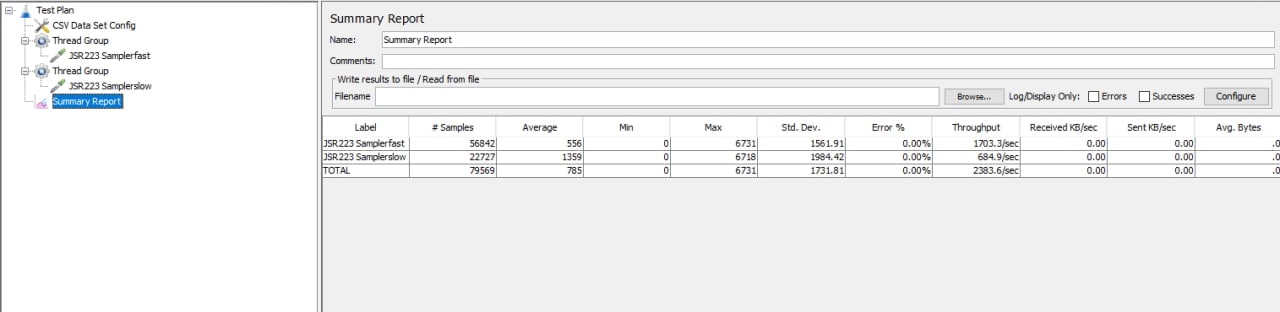 Test Plan
CSV Data Set Config
Thread Group
JSR223 Samplerfast
Thread Group
JSR223 Samplerslow
Summary Report
Summary Report
Name: Summary Report
Comments:
Write results to file / Read from file
Filename Browse... Log/Display Only: Errors Successes Configure
Label # Samples Average Min Max Std. Dev. Error % Throughput Received KB/sec Sent KB/sec Avg. Bytes
JSR223 Samplerfast 56842 556 0 6731 1561.91 0.00% 1703.3/sec 0.00 0.00 .0
JSR223 Samplerslow 22727 1359 0 6718 1984.42 0.00% 684.9/sec 0.00 0.00 .0
TOTAL 79569 785 0 6731 1731.81 0.00% 2383.6/sec 0.00 0.00 .0